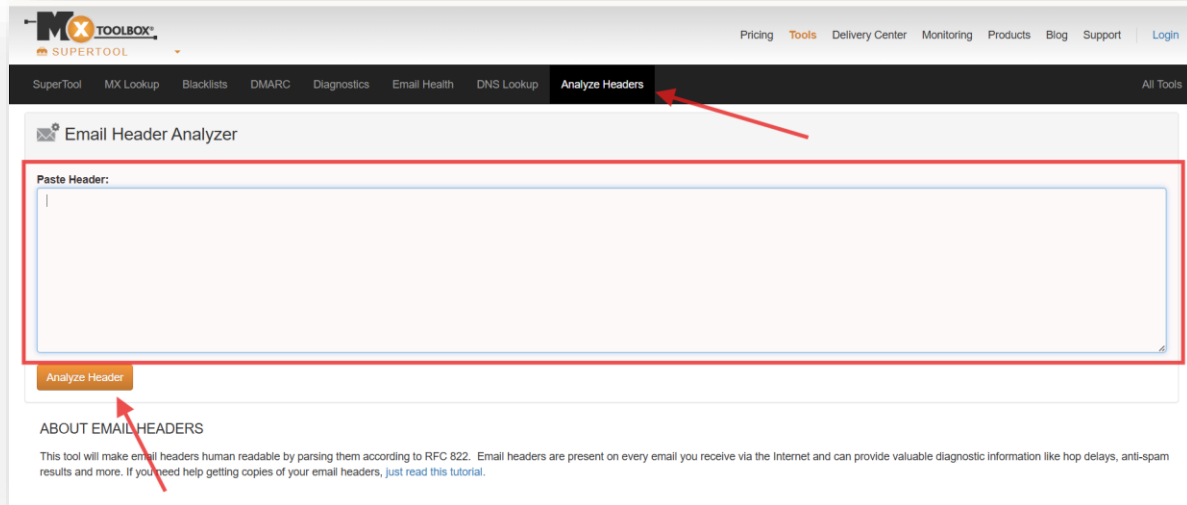 MX TOOLBOX®
SUPERTOOL
Pricing Tools Delivery Center Monitoring Products Blog Support Login
SuperTool MX Lookup Blacklists DMARC Diagnostics Email Health DNS Lookup Analyze Headers All Tools
Email Header Analyzer
Paste Header:
Analyze Header
ABOUT EMAIL HEADERS
This tool will make email headers human readable by parsing them according to RFC 822. Email headers are present on every email you receive via the Internet and can provide valuable diagnostic information like hop delays, anti-spam
results and more. If you need help getting copies of your email headers, just read this tutorial.